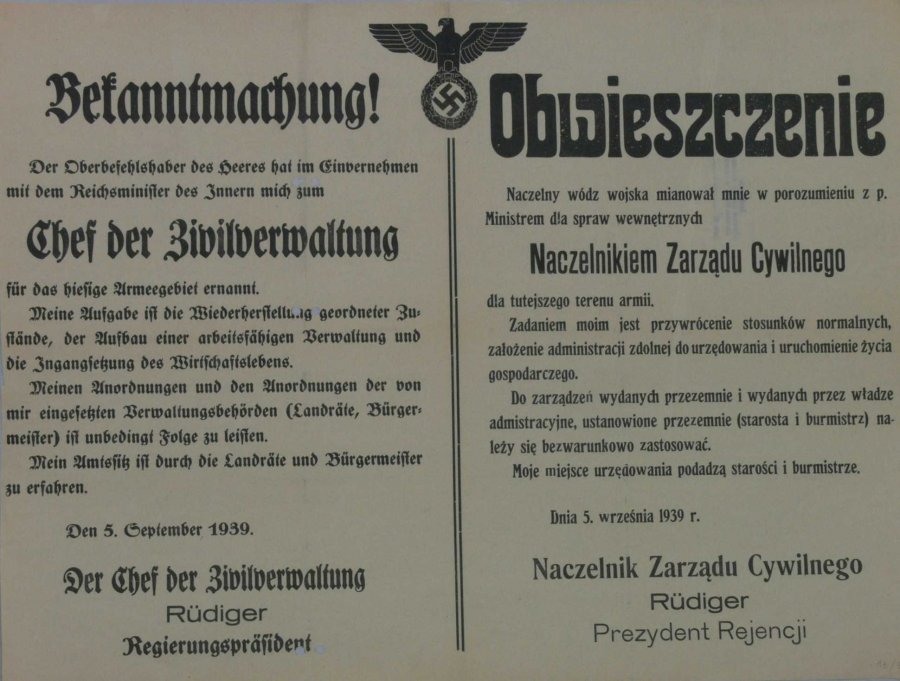 Bekanntmachung!
Der Oberbefehlshaber des Heeres hat im Einvernehmen
mit dem Reichsminister des Innern mich zum
Chef der Zivilverwaltung
für das hiesige Armeegebiet ernannt.
Meine Aufgabe ist die Wiederherstellung geordneter Zu-
stände, der Aufbau einer arbeitsfähigen Verwaltung und
die Ingangsetzung des Wirtschaftslebens.
Meinen Anordnungen und den Anordnungen der von
mir eingesetzten Verwaltungsbehörden (Landräte, Bürger-
meister) ist unbedingt Folge zu leisten.
Mein Amtssitz ist durch die Landräte und Bürgermeister
zu erfahren.
Den 5. September 1939.
Der Chef der Zivilverwaltung
Rüdiger
Regierungspräsident
Obwieszczenie
Naczelny wódz wojska mianował mnie w porozumieniu z p.
Ministrem dla spraw wewnętrznych
Naczelnikiem Zarządu Cywilnego
dla tutejszego terenu armii.
Zadaniem moim jest przywrócenie stosunków normalnych,
założenie administracji zdolnej do urzędowania i uruchomienie życia
gospodarczego.
Do zarządzeń wydanych przezemnie i wydanych przez władze
admistracyjne, ustanowione przezemnie (starosta i burmistrz) na-
leży się bezwarunkowo zastosować.
Moje miejsce urzędowania podadzą starości i burmistrze.
Dnia 5. września 1939 r.
Naczelnik Zarządu Cywilnego
Rüdiger
Prezydent Rejencji